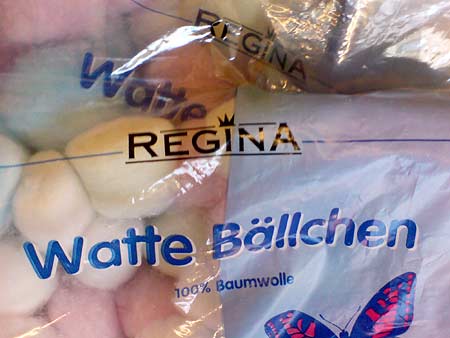 REGINA
Watte
REGINA
Watte Bällchen
100% Baumwolle